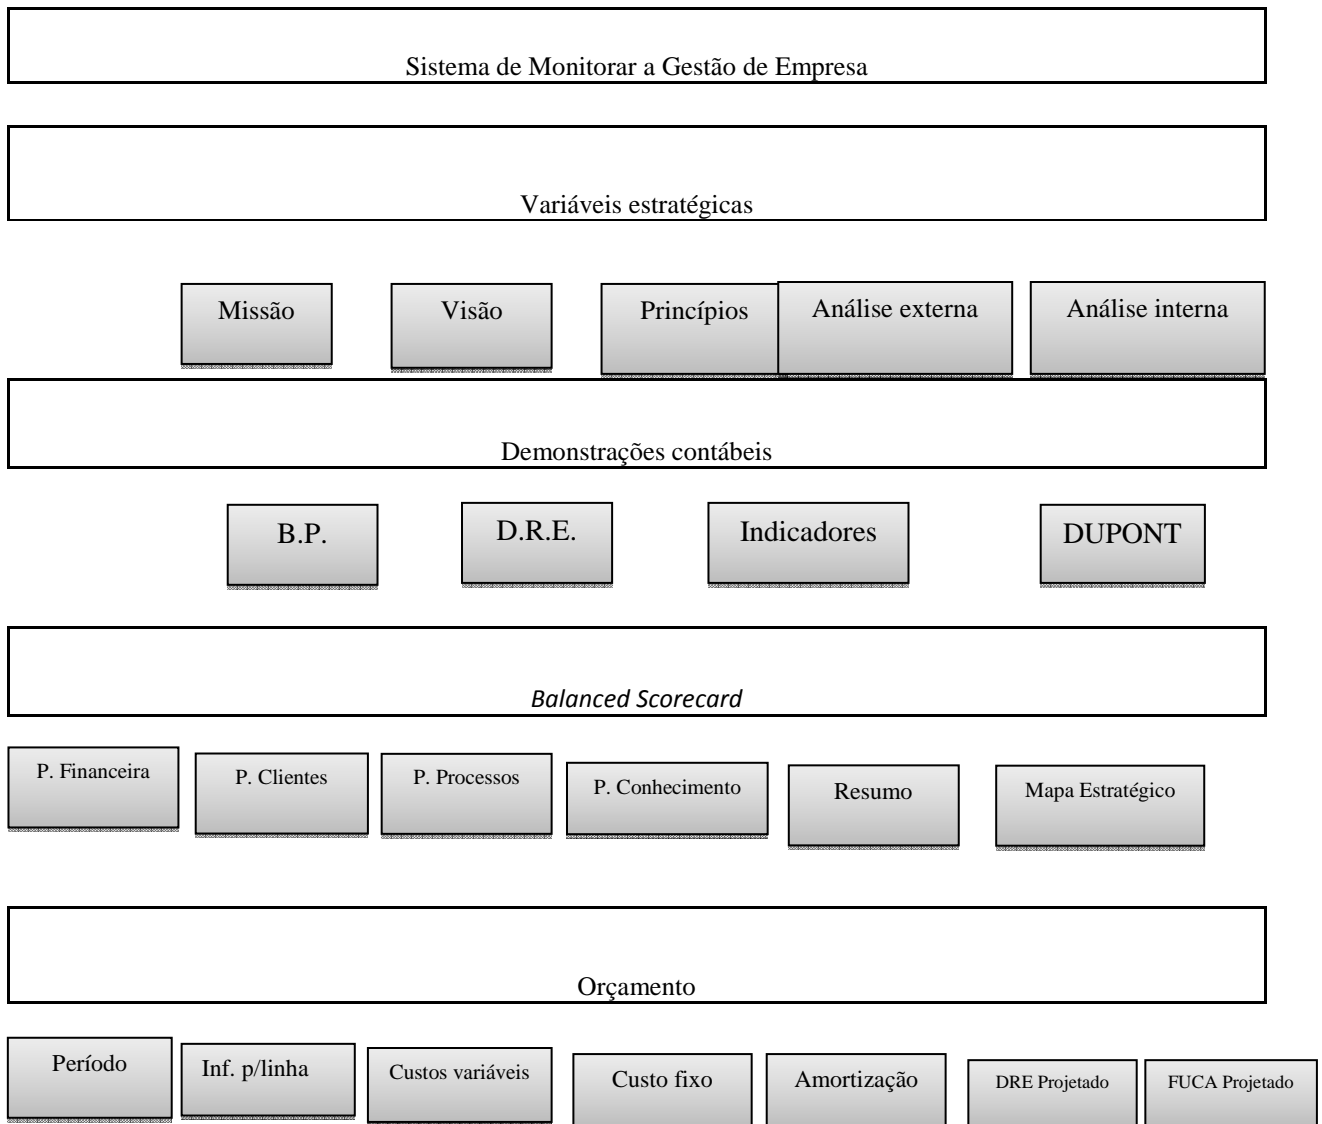 Sistema de Monitorar a Gestão de Empresa
Variáveis estratégicas
Missão
Visão
Princípios
Análise externa
Análise interna
Demonstrações contábeis
B.P.
D.R.E.
Indicadores
DUPONT
Balanced Scorecard
P. Financeira
P. Clientes
P. Processos
P. Conhecimento
Resumo
Mapa Estratégico
Orçamento
Período
Inf. p/linha
Custos variáveis
Custo fixo
Amortização
DRE Projetado
FUCA Projetado